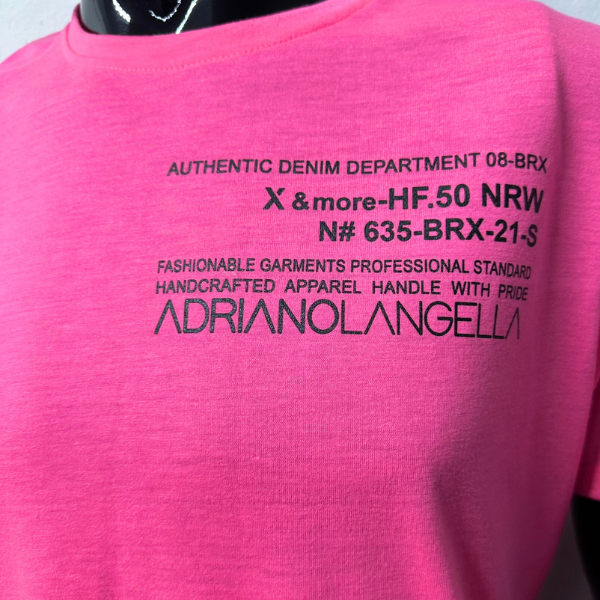 AUTHENTIC DENIM DEPARTMENT 08-BRX
X & more-HF.50 NRW
N# 635-BRX-21-S
FASHIONABLE GARMENTS PROFESSIONAL STANDARD
HANDCRAFTED APPAREL HANDLE WITH PRIDE
ADRIANOLANGELLA